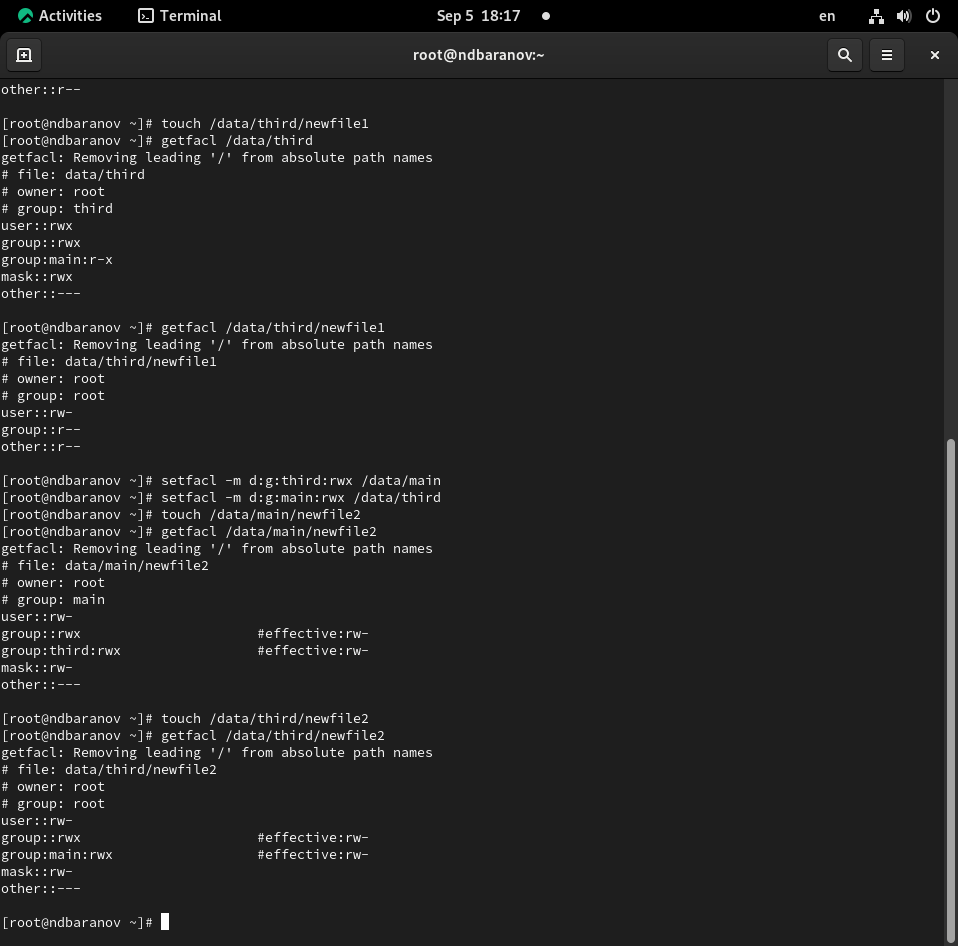 Activities Terminal Sep 5 18:17 en
root@ndbaranov:~
other::r--
[root@ndbaranov ~]# touch /data/third/newfile1
[root@ndbaranov ~]# getfacl /data/third
getfacl: Removing leading '/' from absolute path names
# file: data/third
# owner: root
# group: third
user::rwx
group::rwx
group:main:r-x
mask::rwx
other::---
[root@ndbaranov ~]# getfacl /data/third/newfile1
getfacl: Removing leading '/' from absolute path names
# file: data/third/newfile1
# owner: root
# group: root
user::rw-
group::r--
other::r--
[root@ndbaranov ~]# setfacl -m d:g:third:rwx /data/main
[root@ndbaranov ~]# setfacl -m d:g:main:rwx /data/third
[root@ndbaranov ~]# touch /data/main/newfile2
[root@ndbaranov ~]# getfacl /data/main/newfile2
getfacl: Removing leading '/' from absolute path names
# file: data/main/newfile2
# owner: root
# group: main
user::rw-
group::rwx #effective:rw-
group:third:rwx #effective:rw-
mask::rw-
other::---
[root@ndbaranov ~]# touch /data/third/newfile2
[root@ndbaranov ~]# getfacl /data/third/newfile2
getfacl: Removing leading '/' from absolute path names
# file: data/third/newfile2
# owner: root
# group: root
user::rw-
group::rwx #effective:rw-
group:main:rwx #effective:rw-
mask::rw-
other::---
[root@ndbaranov ~]#